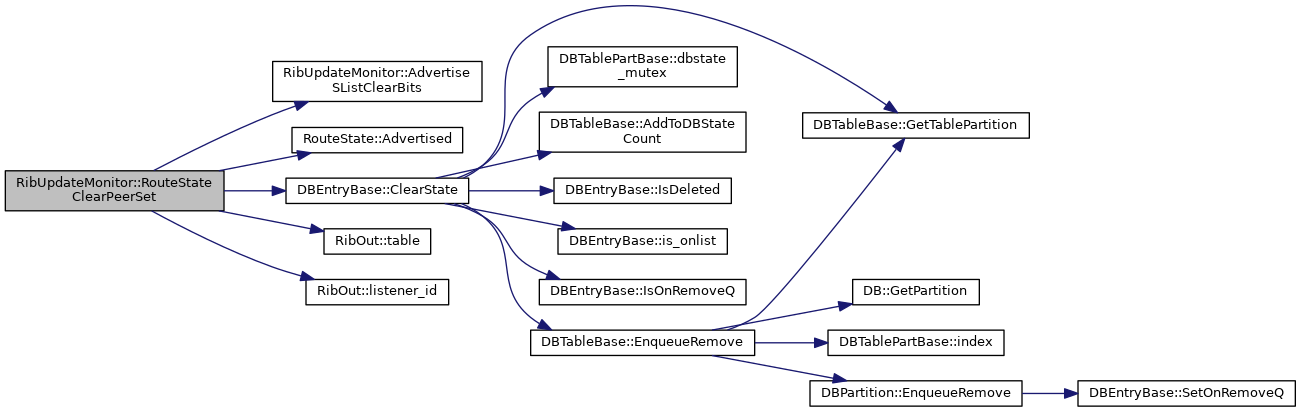 RibUpdateMonitor::RouteState
ClearPeerSet
RibUpdateMonitor::Advertise
SListClearBits
RouteState::Advertised
DBEntryBase::ClearState
RibOut::table
RibOut::listener_id
DBTablePartBase::dbstate
_mutex
DBTableBase::AddToDBState
Count
DBEntryBase::IsDeleted
DBEntryBase::is_onlist
DBEntryBase::IsOnRemoveQ
DBTableBase::EnqueueRemove
DBTableBase::GetTablePartition
DB::GetPartition
DBTablePartBase::index
DBPartition::EnqueueRemove
DBEntryBase::SetOnRemoveQ